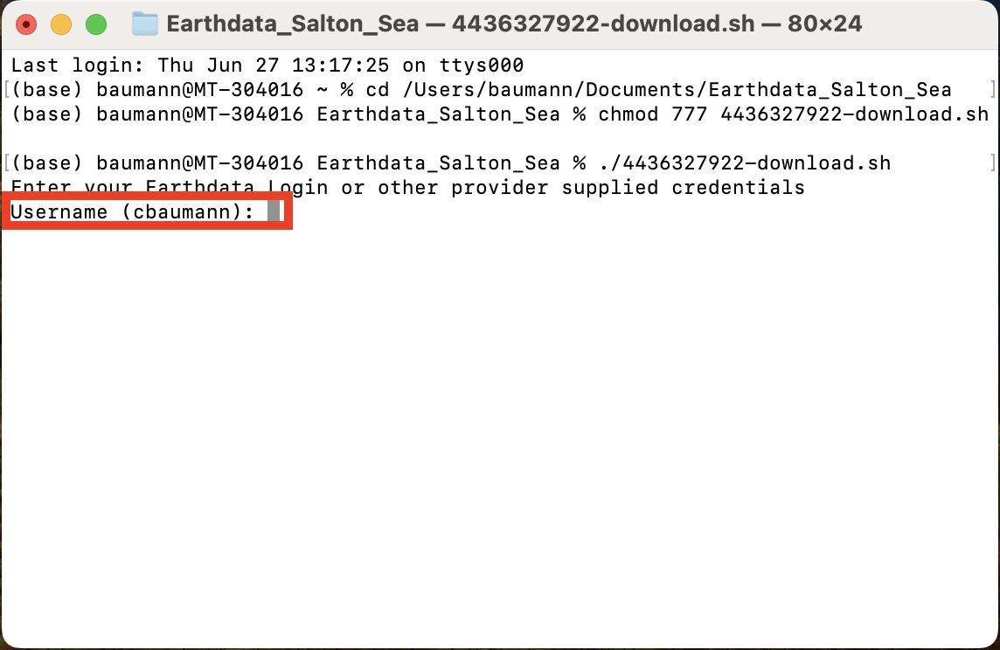 Earthdata_Salton_Sea — 4436327922-download.sh — 80×24
Last login: Thu Jun 27 13:17:25 on ttys000
[(base) baumann@MT-304016 ~ % cd /Users/baumann/Documents/Earthdata_Salton_Sea ]
(base) baumann@MT-304016 Earthdata_Salton_Sea % chmod 777 4436327922-download.sh
[(base) baumann@MT-304016 Earthdata_Salton_Sea % ./4436327922-download.sh ]
Enter your Earthdata Login or other provider supplied credentials
Username (cbaumann):